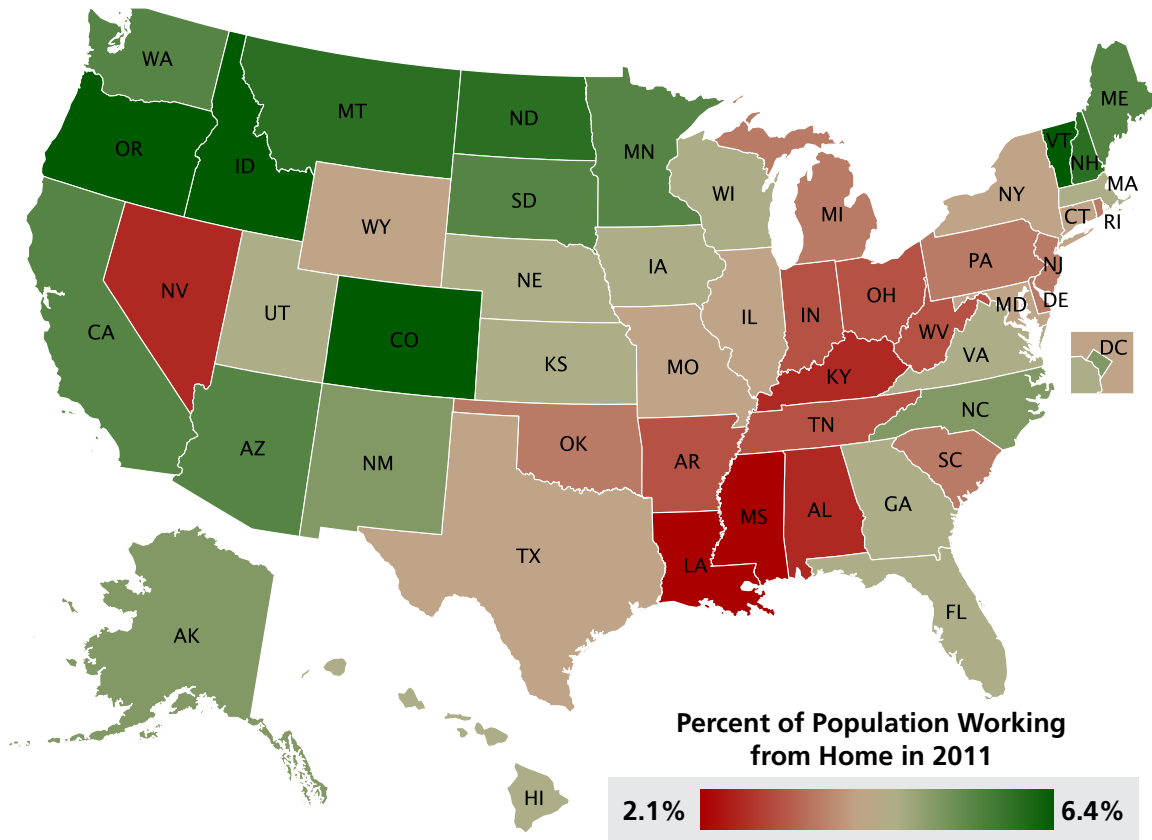 WA
ME
MT
ND
VT
OR
MN
NH
ID
MA
WI
SD
NY
MI
CT
RI
WY
PA
NJ
IA
NE
NV
OH
DE
MD
UT
IL
IN
WV
CA
CO
DC
VA
KS
MO
KY
NC
TN
AZ
OK
SC
NM
AR
GA
MS
AL
TX
LA
FL
AK
HI
Percent of Population Working
from Home in 2011
2.1% 6.4%